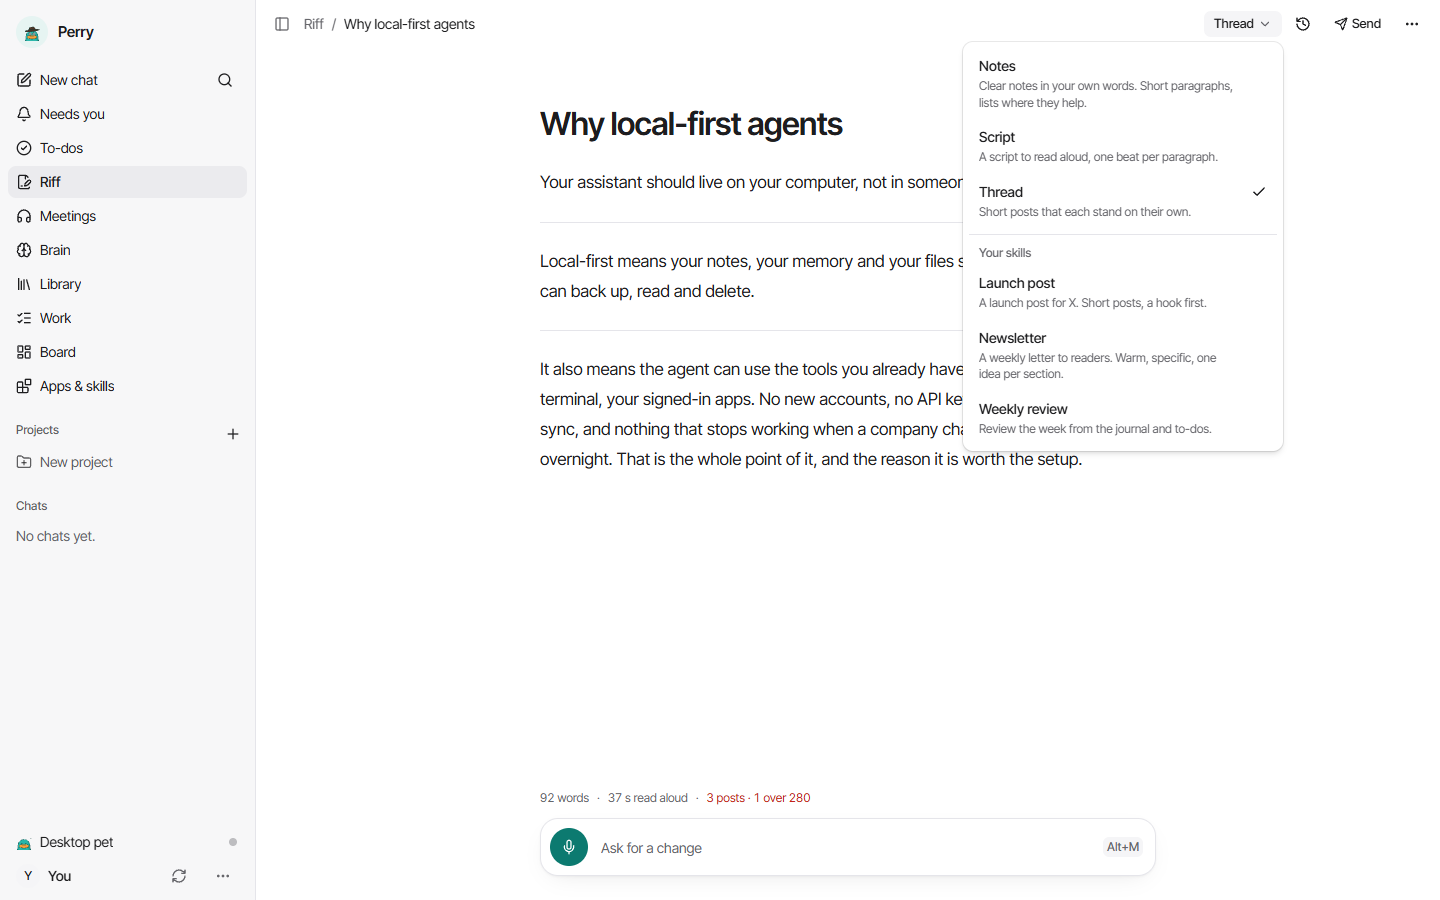 Perry
New chat
Needs you
To-dos
Riff
Meetings
Brain
Library
Work
Board
Apps & skills
Projects
New project
Chats
No chats yet.
Desktop pet
Y You
Riff / Why local-first agents
Thread
Send
Why local-first agents
Your assistant should live on your computer, not in
Local-first means your notes, your memory and your files
can back up, read and delete.
It also means the agent can use the tools you already have
terminal, your signed-in apps. No new accounts, no API
sync, and nothing that stops working when a company
overnight. That is the whole point of it, and the reason it is worth the setup.
Notes
Clear notes in your own words. Short paragraphs,
lists where they help.
Script
A script to read aloud, one beat per paragraph.
Thread
Short posts that each stand on their own.
Your skills
Launch post
A launch post for X. Short posts, a hook first.
Newsletter
A weekly letter to readers. Warm, specific, one
idea per section.
Weekly review
Review the week from the journal and to-dos.
92 words · 37 s read aloud · 3 posts · 1 over 280
Ask for a change
Alt+M